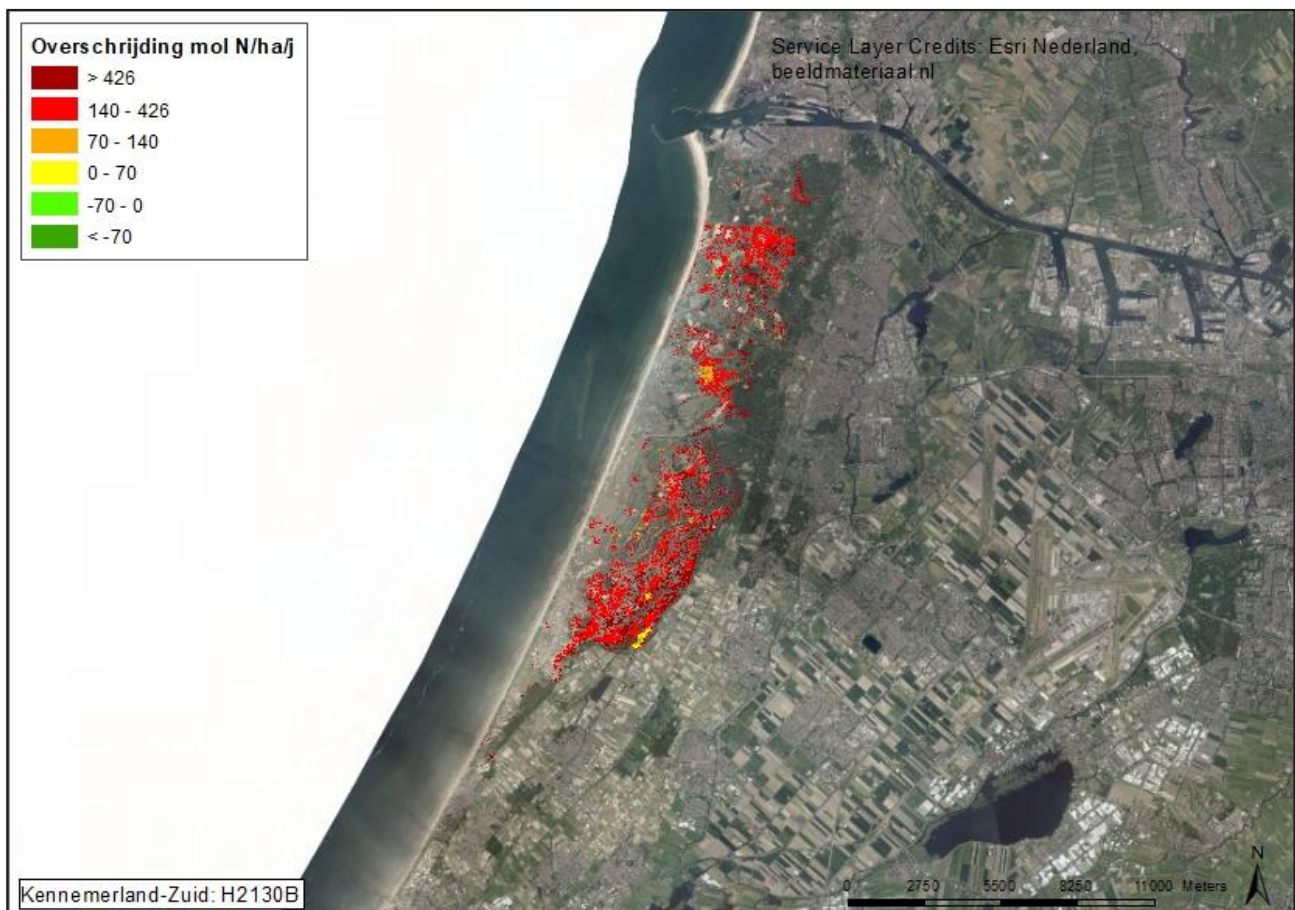 Overschrijding mol N/ha/j
> 426
140 - 426
70 - 140
0 - 70
-70 - 0
< -70
Service Layer Credits: Esri Nederland,
beeldmateriaal.nl
Kennemerland-Zuid: H2130B
0 2750 5500 8250 11000 Meters
N